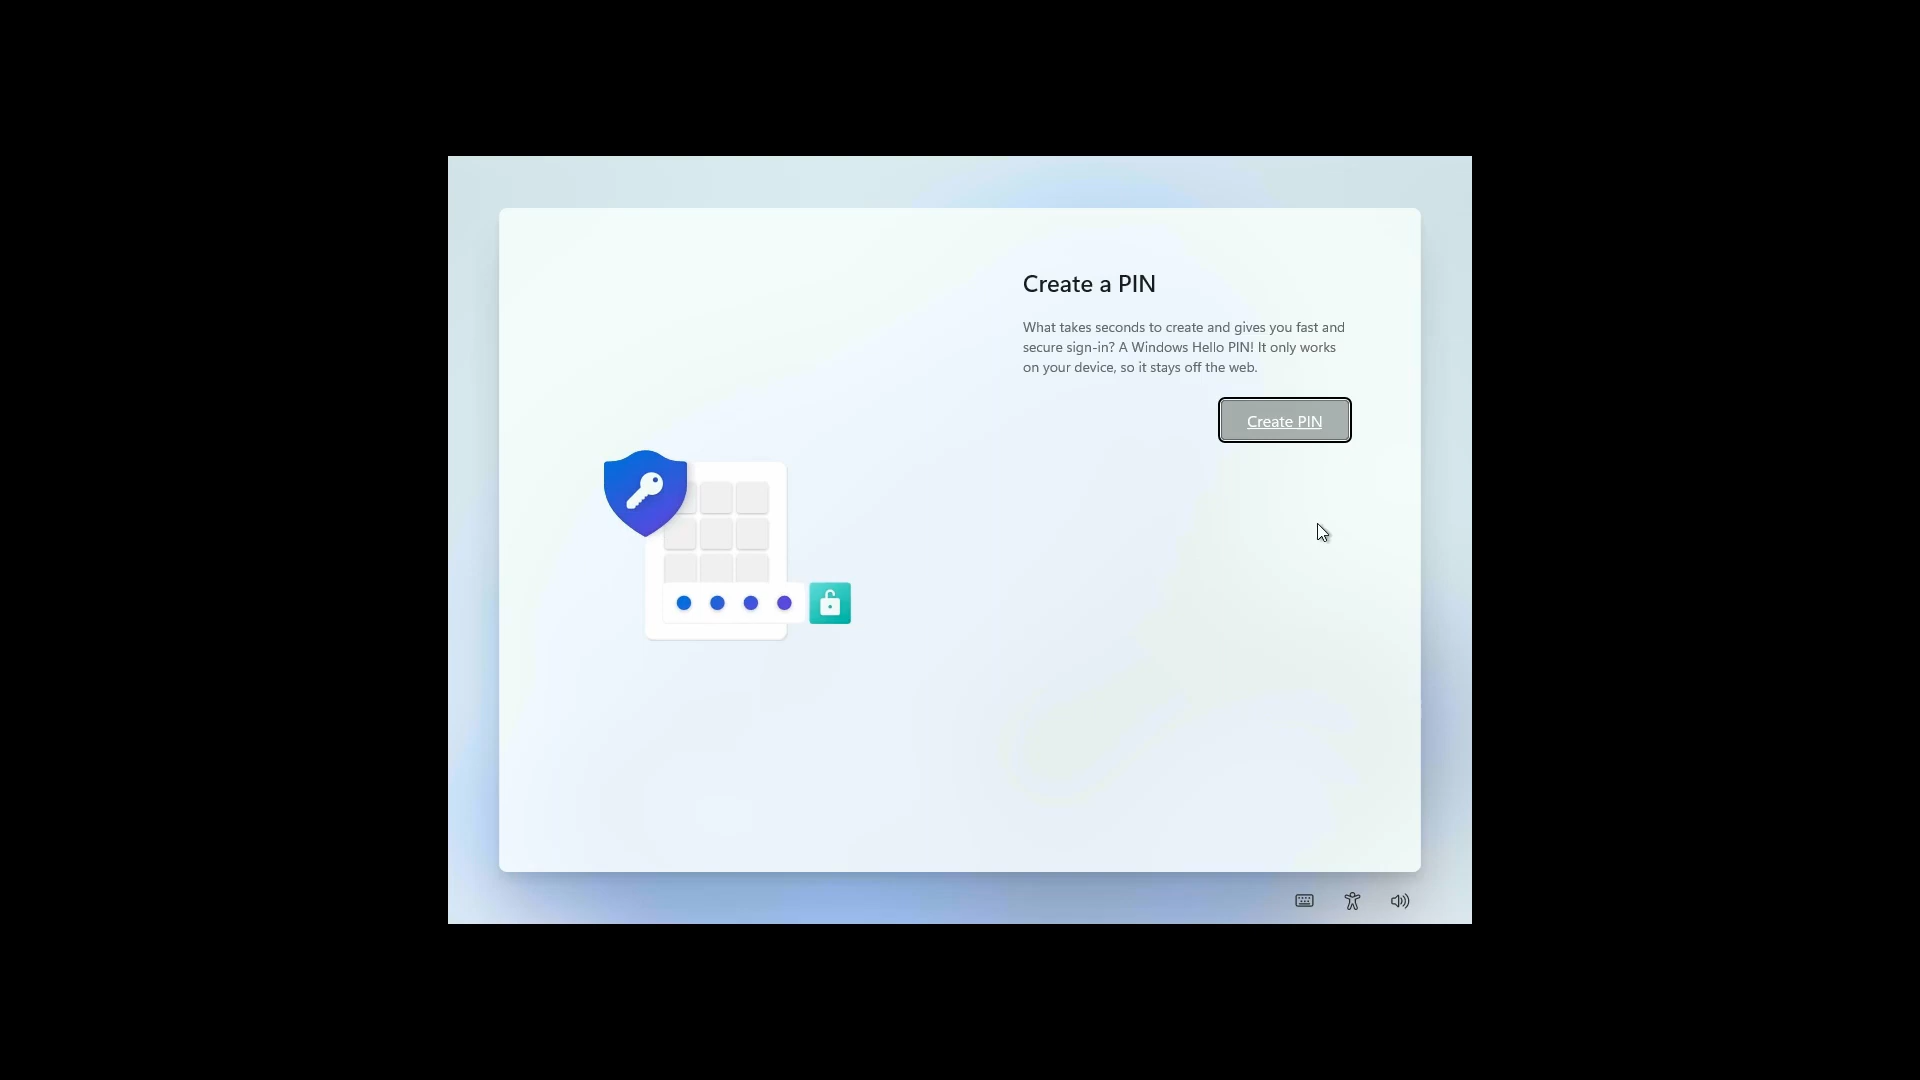 Create a PIN
What takes seconds to create and gives you fast and
secure sign-in? A Windows Hello PIN! It only works
on your device, so it stays off the web.
Create PIN